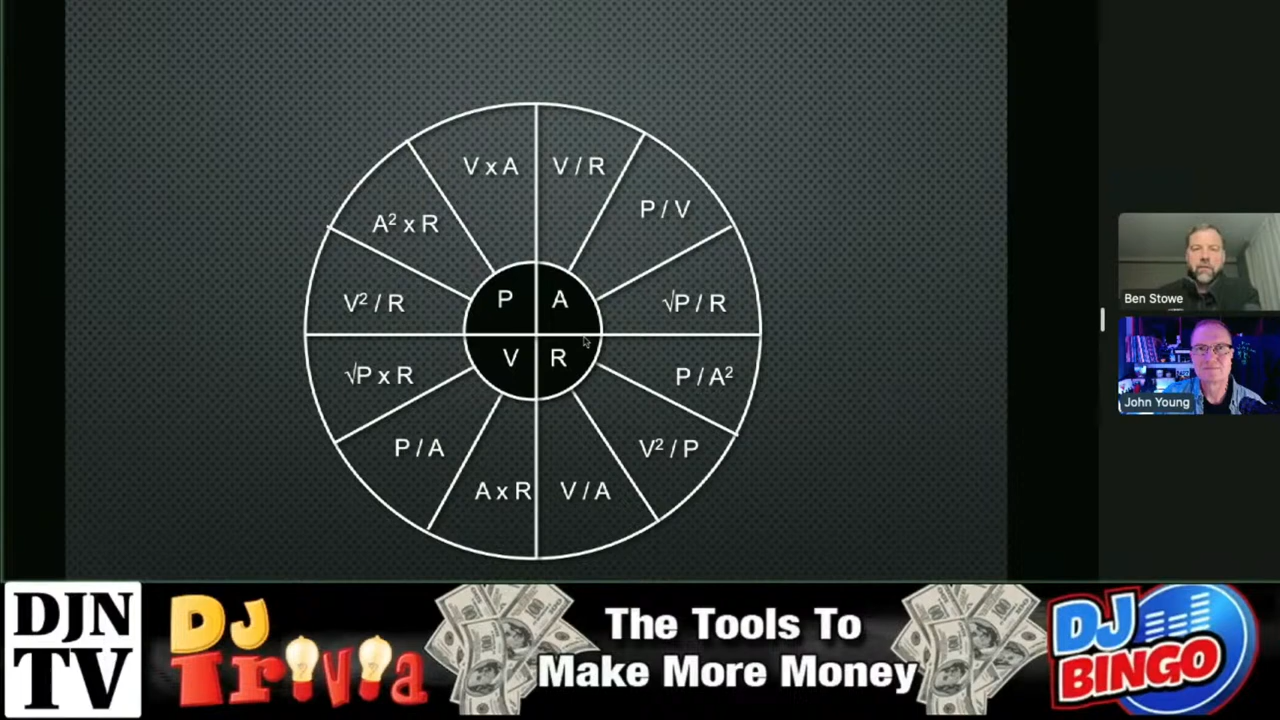 V x A
V / R
A² x R
P / V
V² / R
P
A
√P / R
√P x R
V
R
P / A²
P / A
V² / P
A x R
V / A
Ben Stowe
John Young
DJN
TV
DJ
Trivia
The Tools To
Make More Money
DJ
BINGO